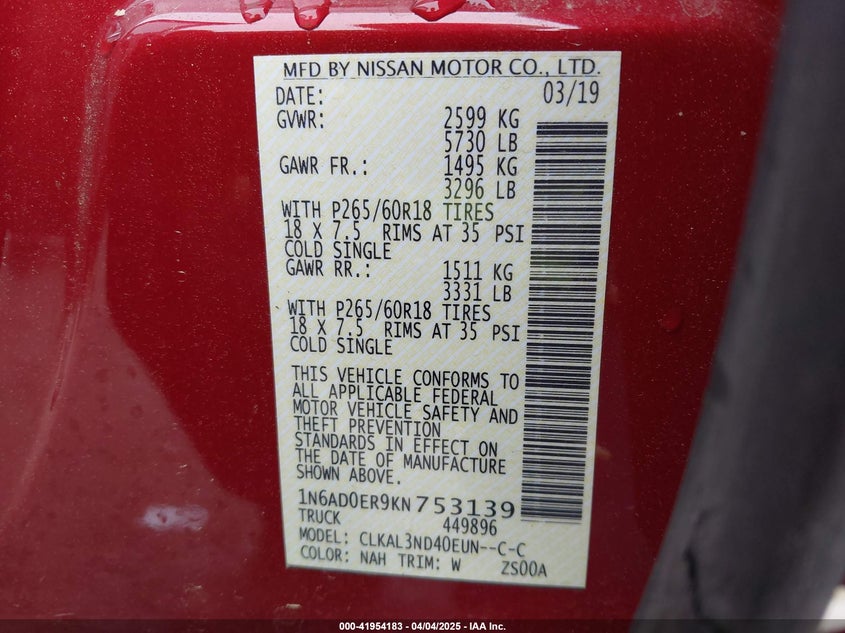 MFD BY NISSAN MOTOR CO., LTD.
DATE: 03/19
GVWR: 2599 KG
5730 LB
GAWR FR.: 1495 KG
3296 LB
WITH P265/60R18 TIRES
18 X 7.5 RIMS AT 35 PSI
COLD SINGLE
GAWR RR.: 1511 KG
3331 LB
WITH P265/60R18 TIRES
18 X 7.5 RIMS AT 35 PSI
COLD SINGLE
THIS VEHICLE CONFORMS TO
ALL APPLICABLE FEDERAL
MOTOR VEHICLE SAFETY AND
THEFT PREVENTION
STANDARDS IN EFFECT ON
THE DATE OF MANUFACTURE
SHOWN ABOVE.
1N6AD0ER9KN753139
TRUCK 449896
MODEL: CLKAL3ND40EUN--C-C
COLOR: NAH TRIM: W ZS00A
000-41954183 - 04/04/2025 - IAA Inc.